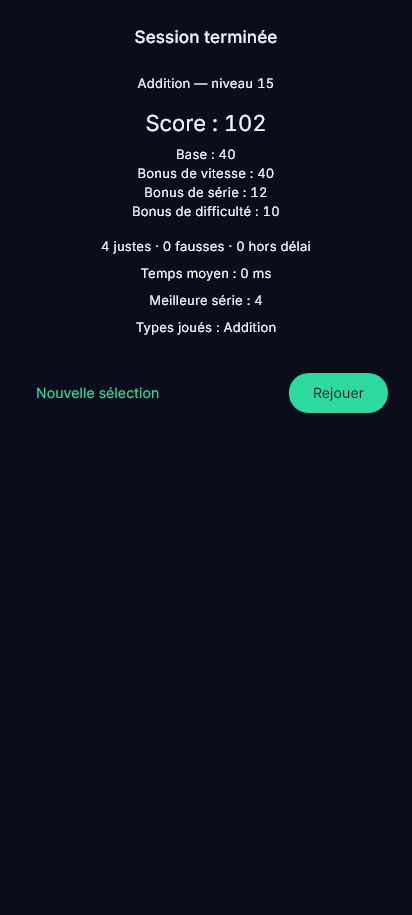 Session terminée
Addition — niveau 15
Score : 102
Base : 40
Bonus de vitesse : 40
Bonus de série : 12
Bonus de difficulté : 10
4 justes · 0 fausses · 0 hors délai
Temps moyen : 0 ms
Meilleure série : 4
Types joués : Addition
Nouvelle sélection
Rejouer